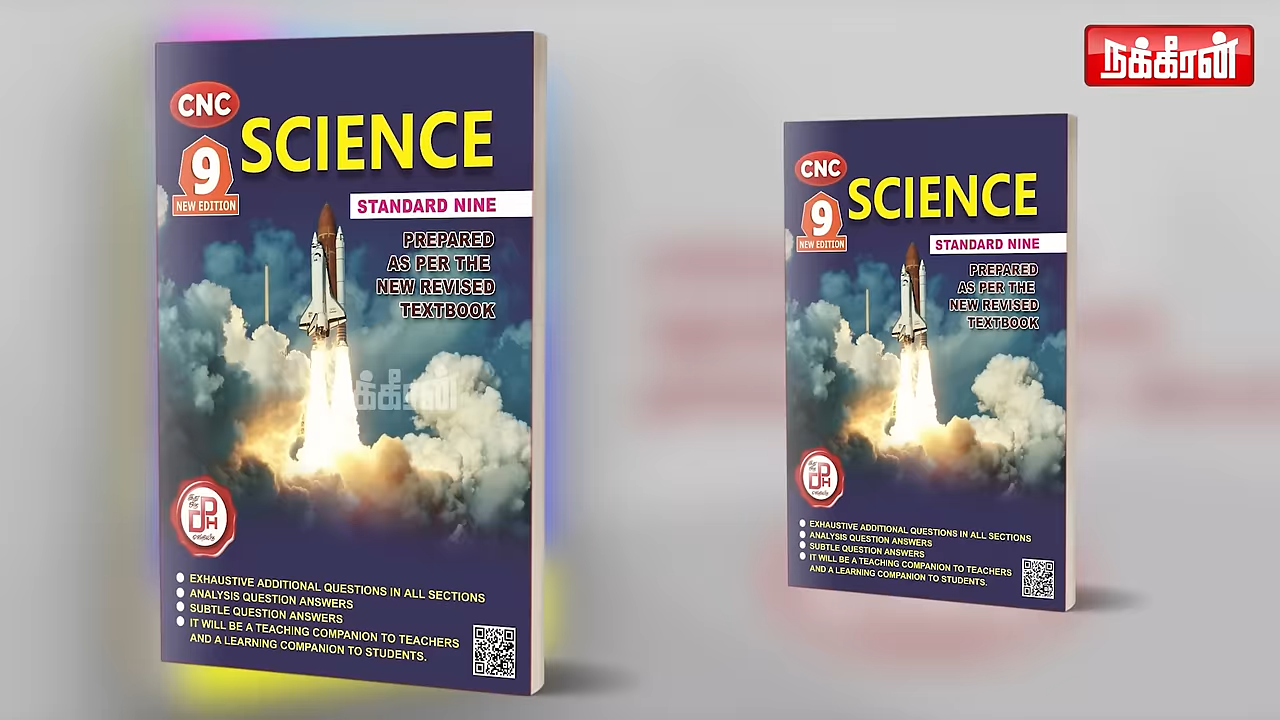 நக்கீரன்
CNC
SCIENCE
9
NEW EDITION
STANDARD NINE
PREPARED
AS PER THE
NEW REVISED
TEXTBOOK
க்கீரன்
DPH
EXHAUSTIVE ADDITIONAL QUESTIONS IN ALL SECTIONS
ANALYSIS QUESTION ANSWERS
SUBTLE QUESTION ANSWERS
IT WILL BE A TEACHING COMPANION TO TEACHERS
AND A LEARNING COMPANION TO STUDENTS.
CNC
SCIENCE
9
NEW EDITION
STANDARD NINE
PREPARED
AS PER THE
NEW REVISED
TEXTBOOK
DPH
EXHAUSTIVE ADDITIONAL QUESTIONS IN ALL SECTIONS
ANALYSIS QUESTION ANSWERS
SUBTLE QUESTION ANSWERS
IT WILL BE A TEACHING COMPANION TO TEACHERS
AND A LEARNING COMPANION TO STUDENTS.